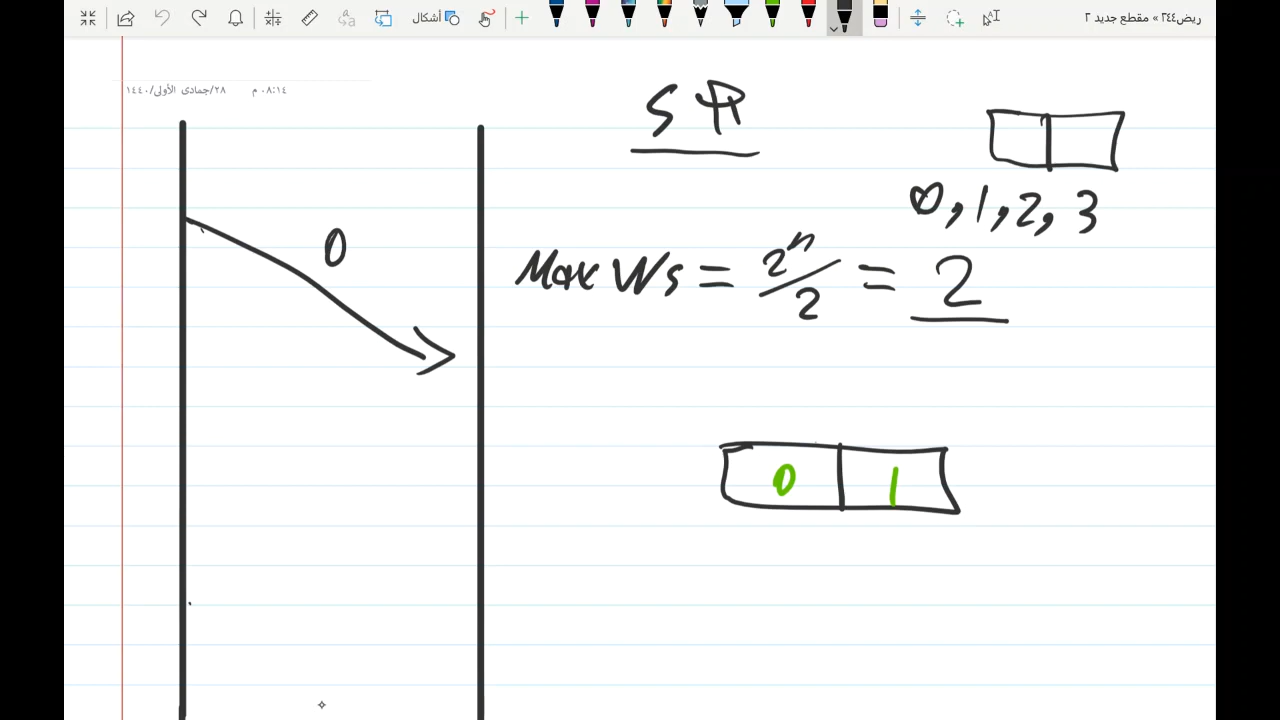 أشكال
ريض٢٤٤ » مقطع جديد ٢
٢٨/جمادى الأولى/١٤٤٠ ٠٨:١٤ م
SR
0, 1, 2, 3
0
Max Ws = 2^n/2 = 2
0 1